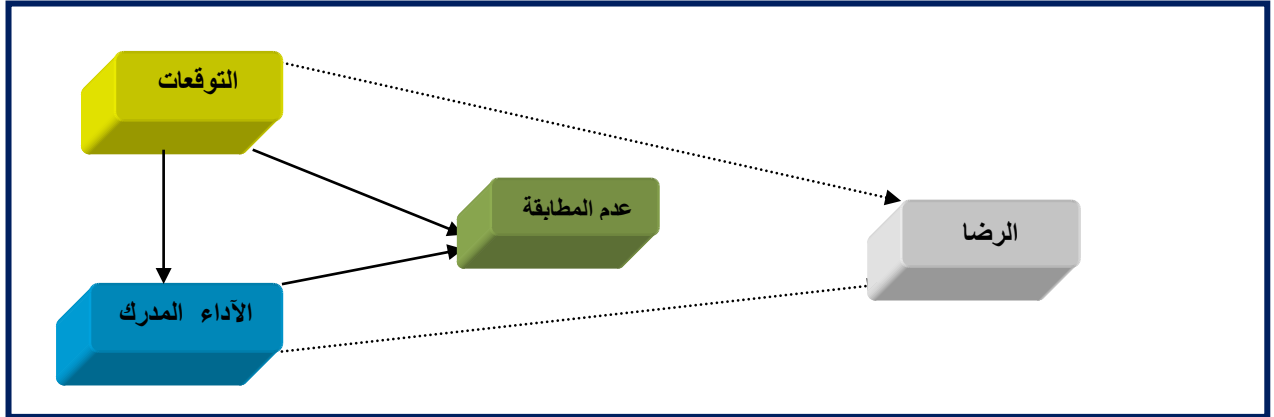 التوقعات
عدم المطابقة
الرضا
الآداء المدرك